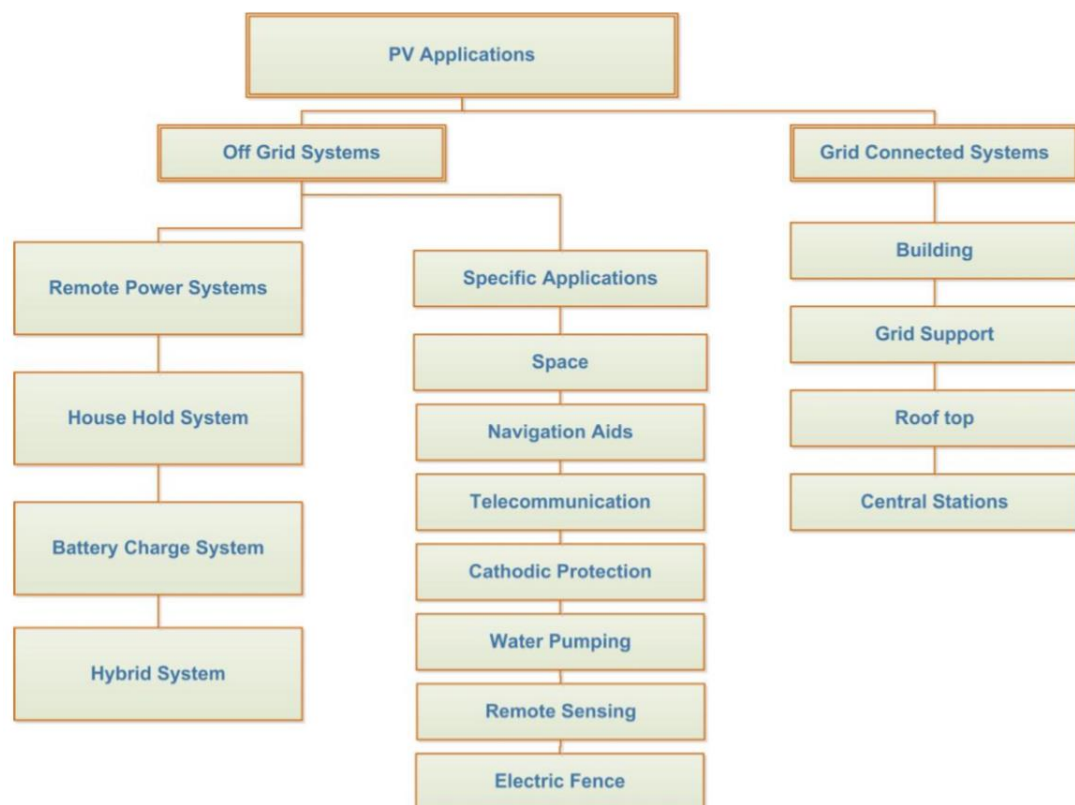 PV Applications
Off Grid Systems
Grid Connected Systems
Remote Power Systems
House Hold System
Battery Charge System
Hybrid System
Specific Applications
Space
Navigation Aids
Telecommunication
Cathodic Protection
Water Pumping
Remote Sensing
Electric Fence
Building
Grid Support
Roof top
Central Stations